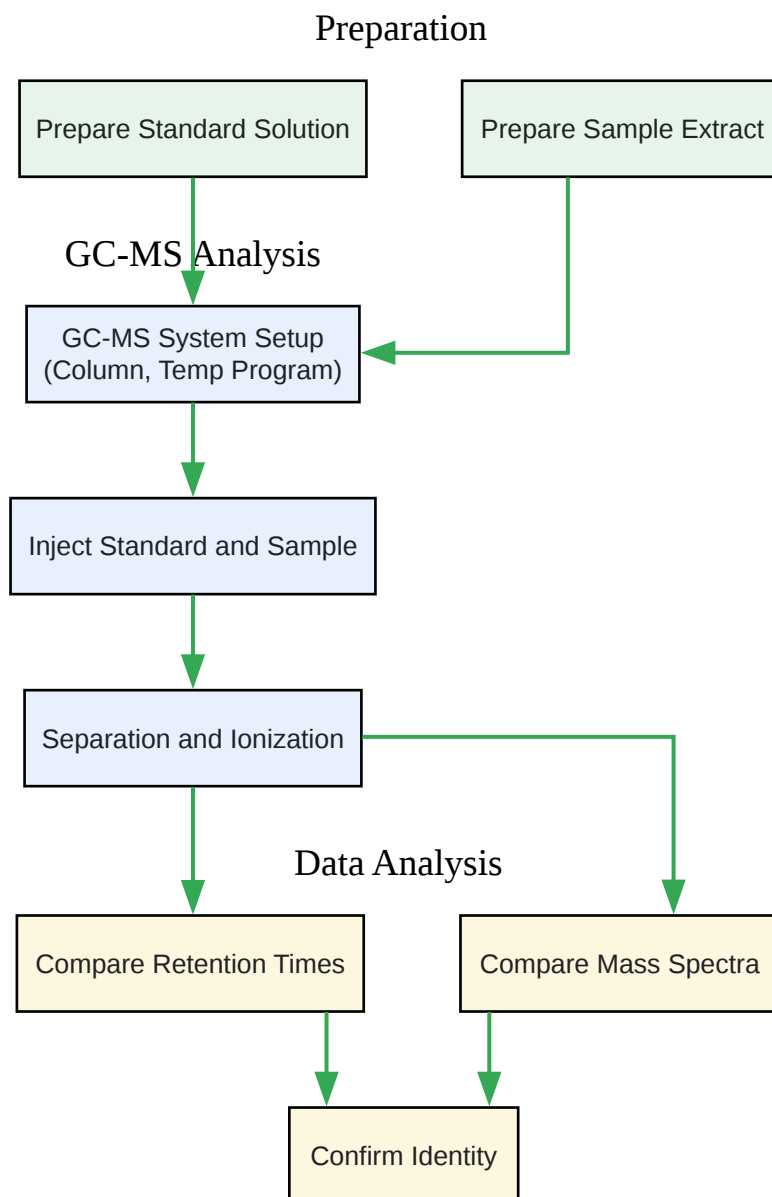 Preparation
Prepare Standard Solution
Prepare Sample Extract
GC-MS Analysis
GC-MS System Setup
(Column, Temp Program)
Inject Standard and Sample
Separation and Ionization
Data Analysis
Compare Retention Times
Compare Mass Spectra
Confirm Identity